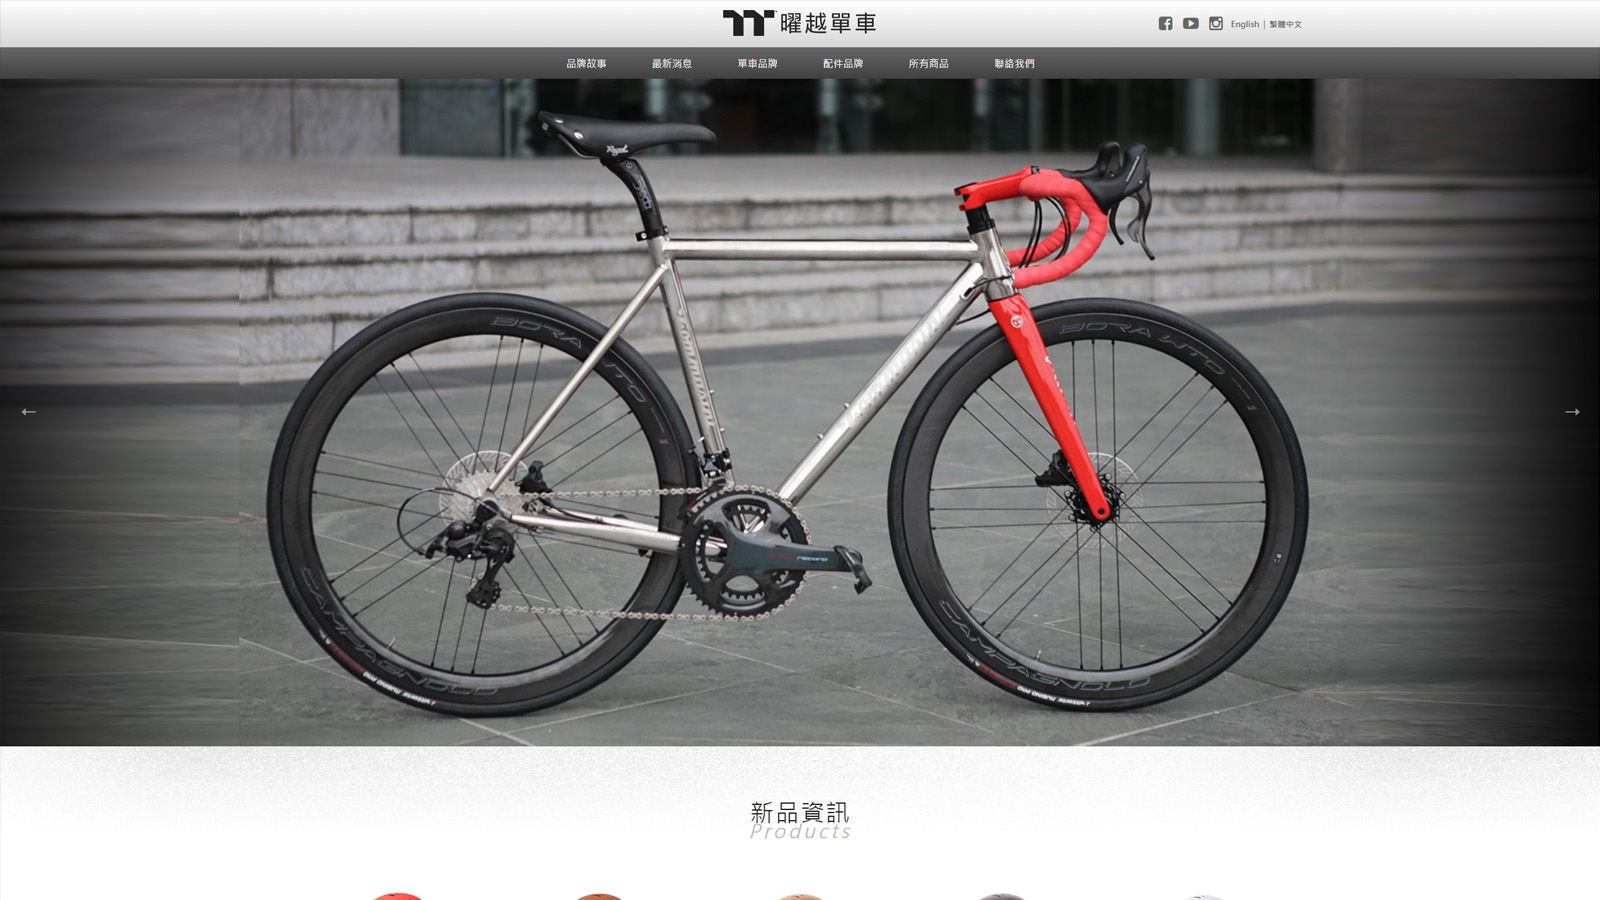 曜越單車
English | 繁體中文
品牌故事 最新消息 單車品牌 配件品牌 所有商品 聯絡我們
Regal
BORA WTO
BORA WTO
CAMPAGNOLO
CAMPAGNOLO
新品資訊
Products